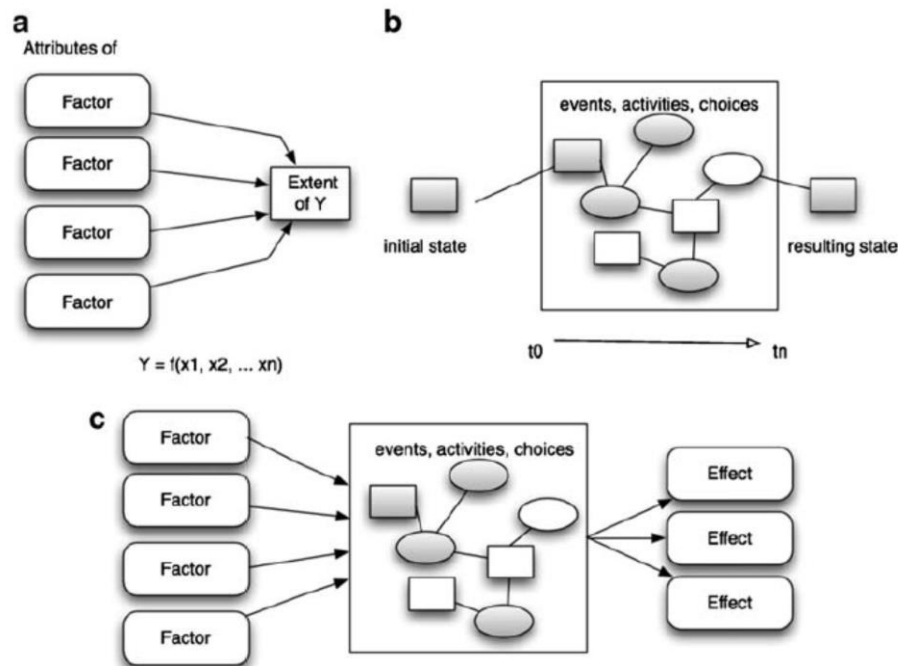 a
Attributes of
Factor
Factor
Factor
Factor
Extent
of Y
Y = f(x1, x2, ... xn)
b
events, activities, choices
initial state
resulting state
t0
tn
c
Factor
Factor
Factor
Factor
events, activities, choices
Effect
Effect
Effect